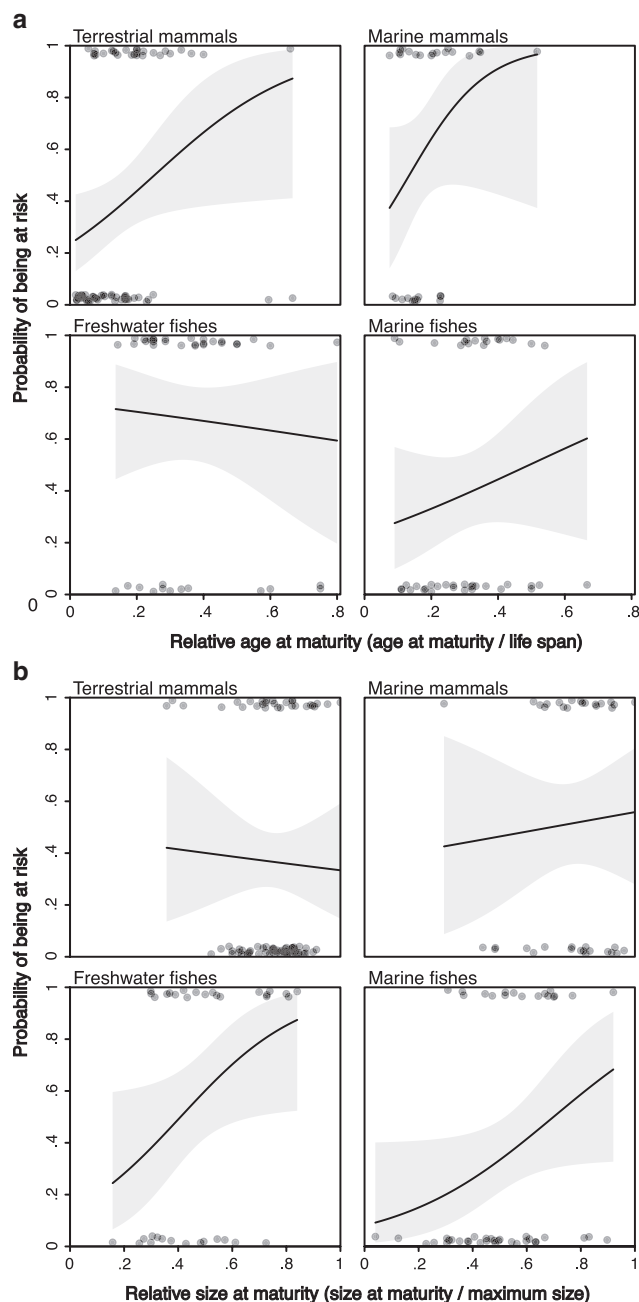 a
Terrestrial mammals
Marine mammals
1
.8
.6
.4
.2
0
Freshwater fishes
Marine fishes
1
.8
.6
.4
.2
0
0
0 .2 .4 .6 .8
0 .2 .4 .6 .8
Probability of being at risk
Relative age at maturity (age at maturity / life span)
b
Terrestrial mammals
Marine mammals
1
.8
.6
.4
.2
0
Freshwater fishes
Marine fishes
1
.8
.6
.4
.2
0
0 .2 .4 .6 .8 1
0 .2 .4 .6 .8 1
Probability of being at risk
Relative size at maturity (size at maturity / maximum size)